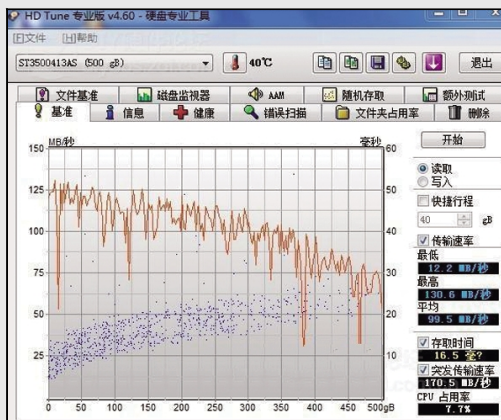 HD Tune 专业版 v4.60 - 硬盘专业工具
文件 [H]帮助
ST3500413AS (500 gB) 40℃ 退出
文件基准 磁盘监视器 AAM 随机存取 额外测试
基准 信息 健康 错误扫描 文件夹占用率 删除
MB/秒 毫秒 开始
150 60
125 50
100 40
75 30
50 20
25 10
0 50 100 150 200 250 300 350 400 450 500gB
读取
写入
快捷行程
40 gB
传输速率
最低
12.2 MB/秒
最高
130.6 MB/秒
平均
99.5 MB/秒
存取时间
16.5 毫?
突发传输速率
170.5 MB/秒
CPU 占用率
7.7%